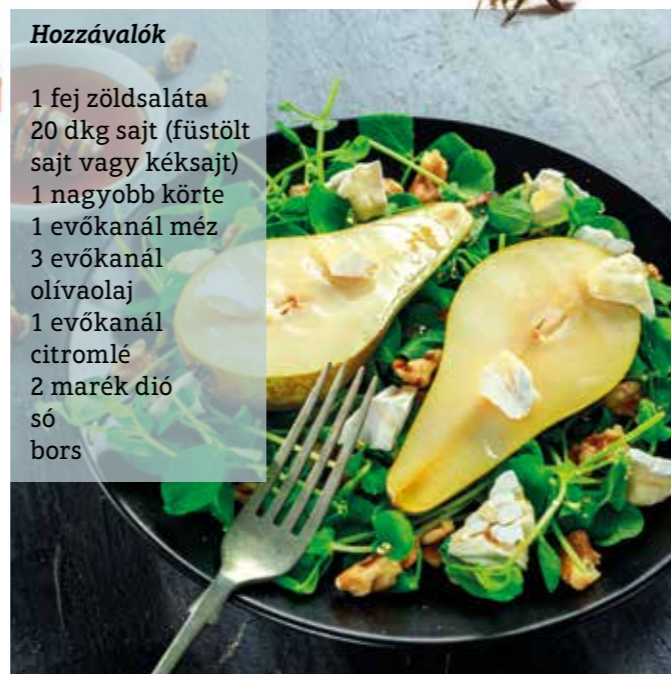 Hozzávalók
1 fej zöldsaláta
20 dkg sajt (füstölt
sajt vagy kéksajt)
1 nagyobb körte
1 evőkanál méz
3 evőkanál
olívaolaj
1 evőkanál
citromlé
2 marék dió
só
bors